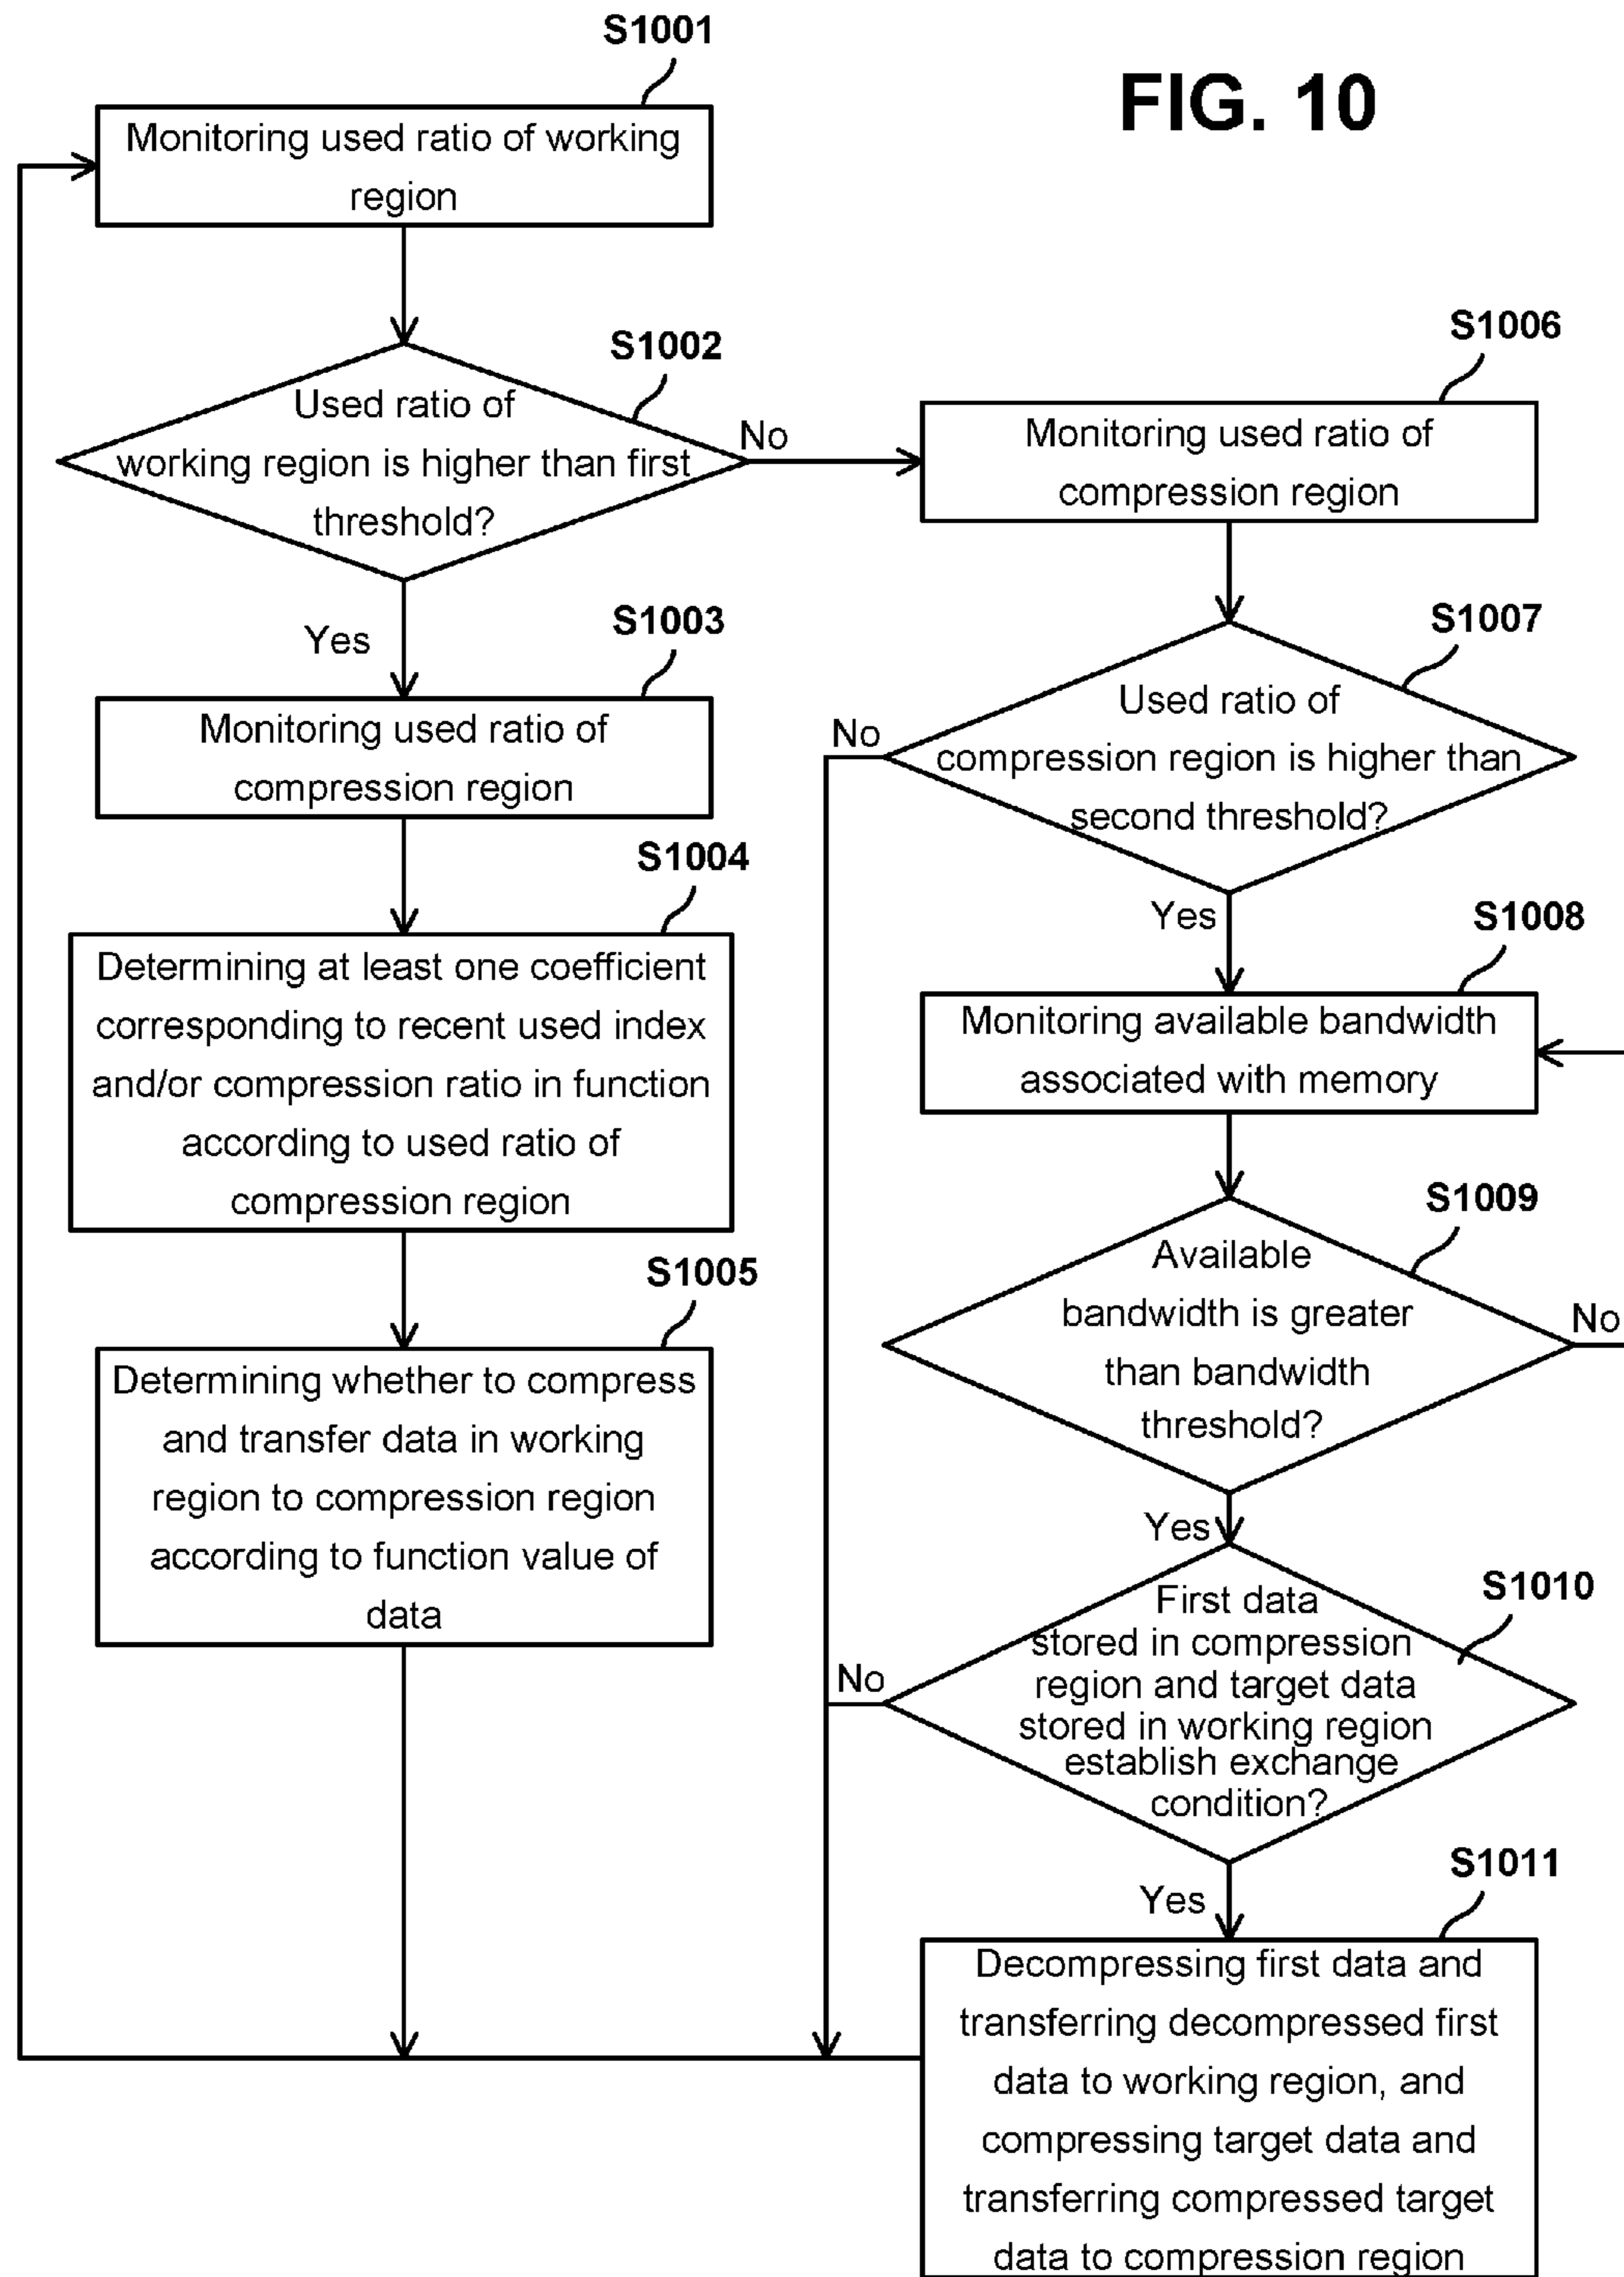 FIG. 10
S1001
Monitoring used ratio of working
region
S1002
Used ratio of
working region is higher than first
threshold?
No
Yes
S1003
Monitoring used ratio of
compression region
S1004
Determining at least one coefficient
corresponding to recent used index
and/or compression ratio in function
according to used ratio of
compression region
S1005
Determining whether to compress
and transfer data in working
region to compression region
according to function value of
data
S1006
Monitoring used ratio of
compression region
S1007
Used ratio of
compression region is higher than
second threshold?
No
Yes
S1008
Monitoring available bandwidth
associated with memory
S1009
Available
bandwidth is greater
than bandwidth
threshold?
No
Yes
S1010
First data
stored in compression
region and target data
stored in working region
establish exchange
condition?
No
Yes
S1011
Decompressing first data and
transferring decompressed first
data to working region, and
compressing target data and
transferring compressed target
data to compression region